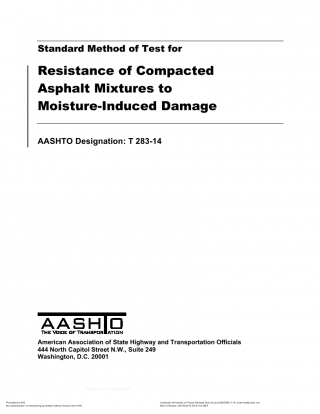 Standard Method of Test for
Resistance of Compacted
Asphalt Mixtures to
Moisture-Induced Damage
AASHTO Designation: T 283-14
AASHTO
THE VOICE OF TRANSPORTATION
American Association of State Highway and Transportation Officials
444 North Capitol Street N.W., Suite 249
Washington, D.C. 20001